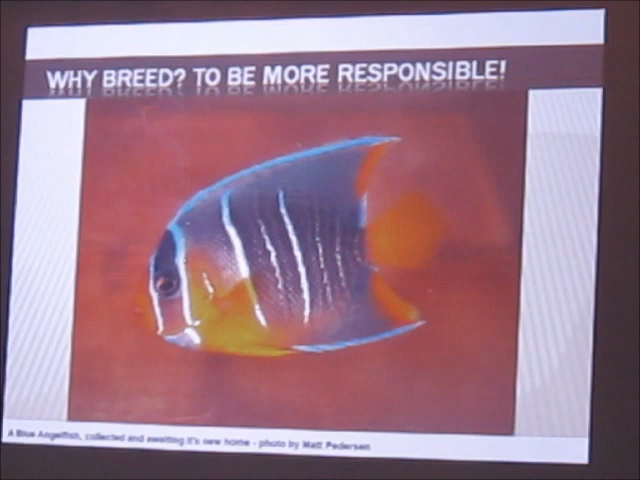 WHY BREED? TO BE MORE RESPONSIBLE!
A Blue Angelfish, collected and awaiting it's new home - photo by Matt Pedersen